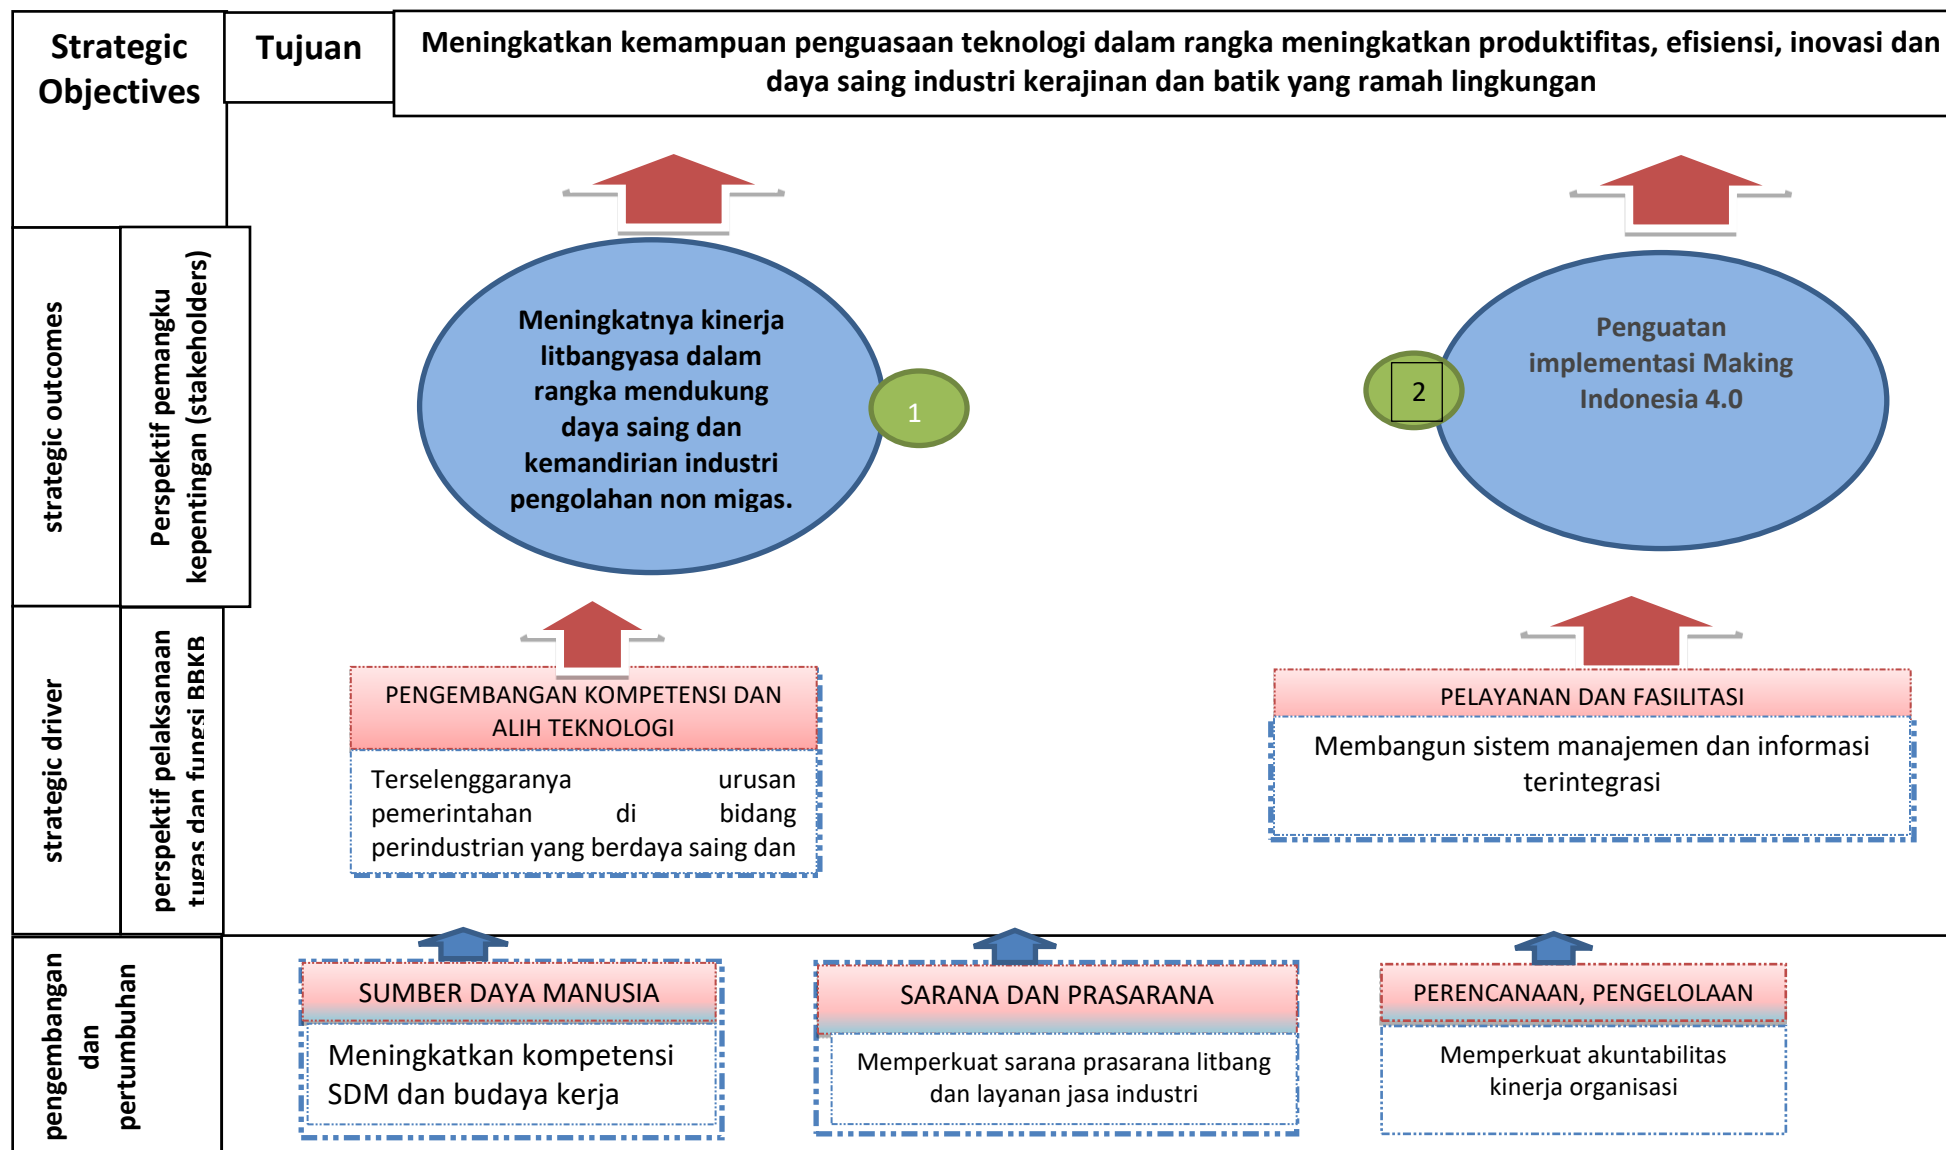 Strategic
Objectives
Tujuan
Meningkatkan kemampuan penguasaan teknologi dalam rangka meningkatkan produktifitas, efisiensi, inovasi dan
daya saing industri kerajinan dan batik yang ramah lingkungan
strategic outcomes
Perspektif pemangku
kepentingan (stakeholders)
Meningkatnya kinerja
litbangyasa dalam
rangka mendukung
daya saing dan
kemandirian industri
pengolahan non migas.
1
2
Penguatan
implementasi Making
Indonesia 4.0
strategic driver
perspektif pelaksanaan
tugas dan fungsi BBKB
PENGEMBANGAN KOMPETENSI DAN
ALIH TEKNOLOGI
Terselenggaranya urusan
pemerintahan di bidang
perindustrian yang berdaya saing dan
PELAYANAN DAN FASILITASI
Membangun sistem manajemen dan informasi
terintegrasi
pengembangan
dan
pertumbuhan
SUMBER DAYA MANUSIA
Meningkatkan kompetensi
SDM dan budaya kerja
SARANA DAN PRASARANA
Memperkuat sarana prasarana litbang
dan layanan jasa industri
PERENCANAAN, PENGELOLAAN
Memperkuat akuntabilitas
kinerja organisasi